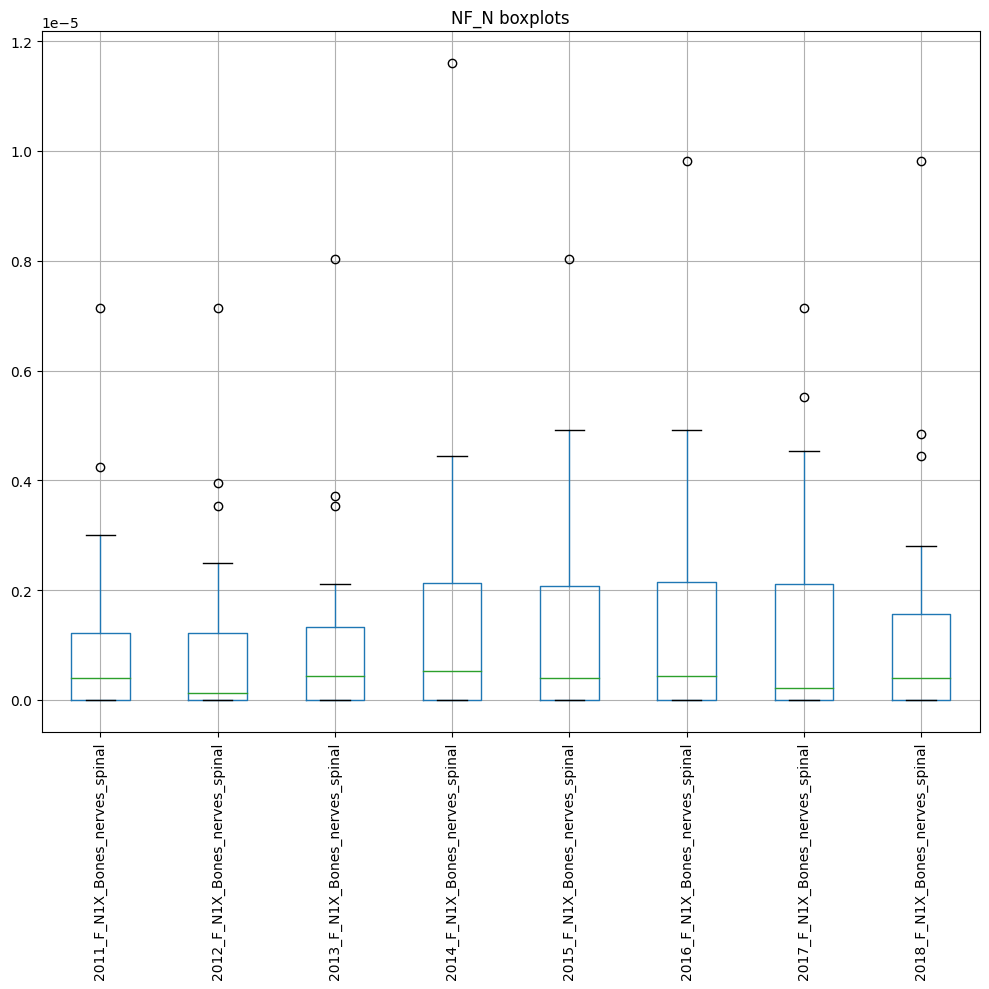 NF_N boxplots
1e−5
1.2
1.0
0.8
0.6
0.4
0.2
0.0
2011_F_N1X_Bones_nerves_spinal
2012_F_N1X_Bones_nerves_spinal
2013_F_N1X_Bones_nerves_spinal
2014_F_N1X_Bones_nerves_spinal
2015_F_N1X_Bones_nerves_spinal
2016_F_N1X_Bones_nerves_spinal
2017_F_N1X_Bones_nerves_spinal
2018_F_N1X_Bones_nerves_spinal